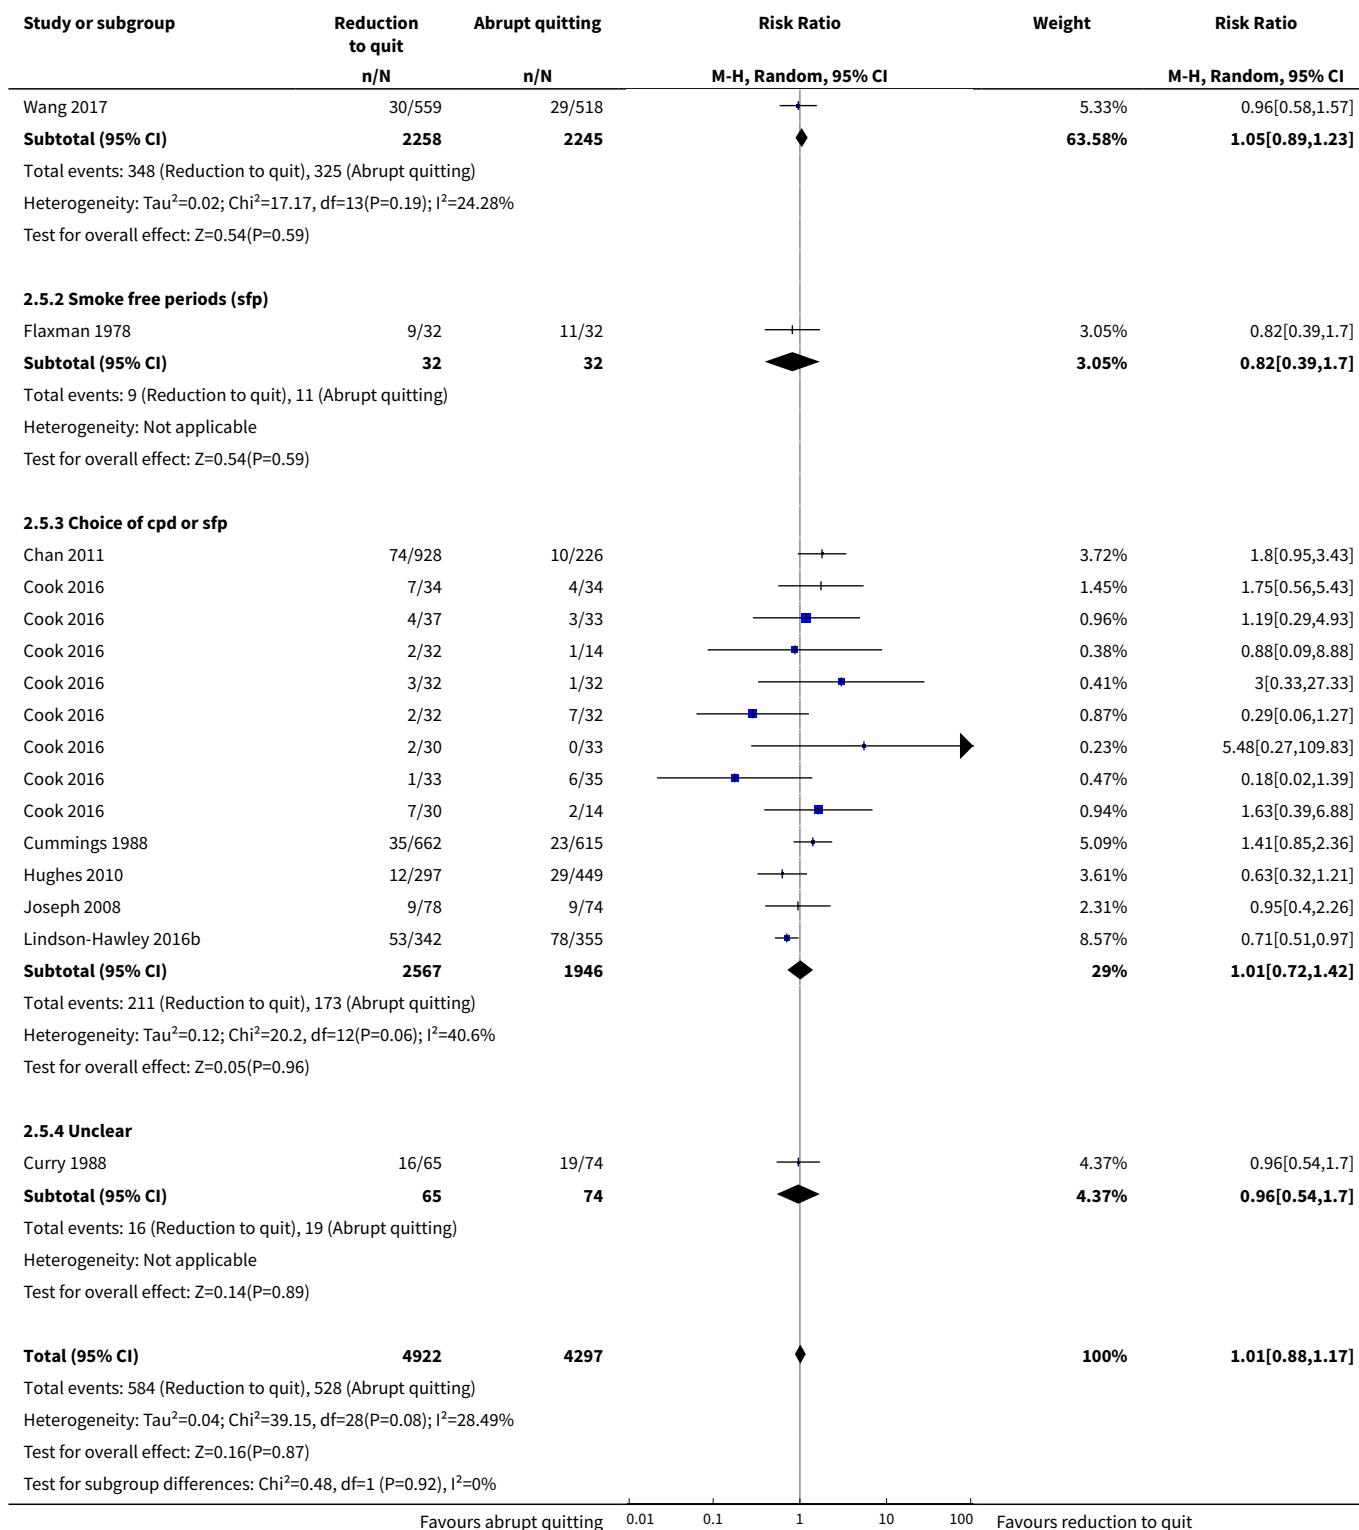 Study or subgroup Reduction to quit Abrupt quitting Risk Ratio Weight Risk Ratio
n/N n/N M-H, Random, 95% CI M-H, Random, 95% CI
Wang 2017 30/559 29/518 5.33% 0.96[0.58,1.57]
Subtotal (95% CI) 2258 2245 63.58% 1.05[0.89,1.23]
Total events: 348 (Reduction to quit), 325 (Abrupt quitting)
Heterogeneity: Tau²=0.02; Chi²=17.17, df=13(P=0.19); I²=24.28%
Test for overall effect: Z=0.54(P=0.59)
2.5.2 Smoke free periods (sfp)
Flaxman 1978 9/32 11/32 3.05% 0.82[0.39,1.7]
Subtotal (95% CI) 32 32 3.05% 0.82[0.39,1.7]
Total events: 9 (Reduction to quit), 11 (Abrupt quitting)
Heterogeneity: Not applicable
Test for overall effect: Z=0.54(P=0.59)
2.5.3 Choice of cpd or sfp
Chan 2011 74/928 10/226 3.72% 1.8[0.95,3.43]
Cook 2016 7/34 4/34 1.45% 1.75[0.56,5.43]
Cook 2016 4/37 3/33 0.96% 1.19[0.29,4.93]
Cook 2016 2/32 1/14 0.38% 0.88[0.09,8.88]
Cook 2016 3/32 1/32 0.41% 3[0.33,27.33]
Cook 2016 2/32 7/32 0.87% 0.29[0.06,1.27]
Cook 2016 2/30 0/33 0.23% 5.48[0.27,109.83]
Cook 2016 1/33 6/35 0.47% 0.18[0.02,1.39]
Cook 2016 7/30 2/14 0.94% 1.63[0.39,6.88]
Cummings 1988 35/662 23/615 5.09% 1.41[0.85,2.36]
Hughes 2010 12/297 29/449 3.61% 0.63[0.32,1.21]
Joseph 2008 9/78 9/74 2.31% 0.95[0.4,2.26]
Lindson-Hawley 2016b 53/342 78/355 8.57% 0.71[0.51,0.97]
Subtotal (95% CI) 2567 1946 29% 1.01[0.72,1.42]
Total events: 211 (Reduction to quit), 173 (Abrupt quitting)
Heterogeneity: Tau²=0.12; Chi²=20.2, df=12(P=0.06); I²=40.6%
Test for overall effect: Z=0.05(P=0.96)
2.5.4 Unclear
Curry 1988 16/65 19/74 4.37% 0.96[0.54,1.7]
Subtotal (95% CI) 65 74 4.37% 0.96[0.54,1.7]
Total events: 16 (Reduction to quit), 19 (Abrupt quitting)
Heterogeneity: Not applicable
Test for overall effect: Z=0.14(P=0.89)
Total (95% CI) 4922 4297 100% 1.01[0.88,1.17]
Total events: 584 (Reduction to quit), 528 (Abrupt quitting)
Heterogeneity: Tau²=0.04; Chi²=39.15, df=28(P=0.08); I²=28.49%
Test for overall effect: Z=0.16(P=0.87)
Test for subgroup differences: Chi²=0.48, df=1 (P=0.92), I²=0%
Favours abrupt quitting 0.01 0.1 1 10 100 Favours reduction to quit